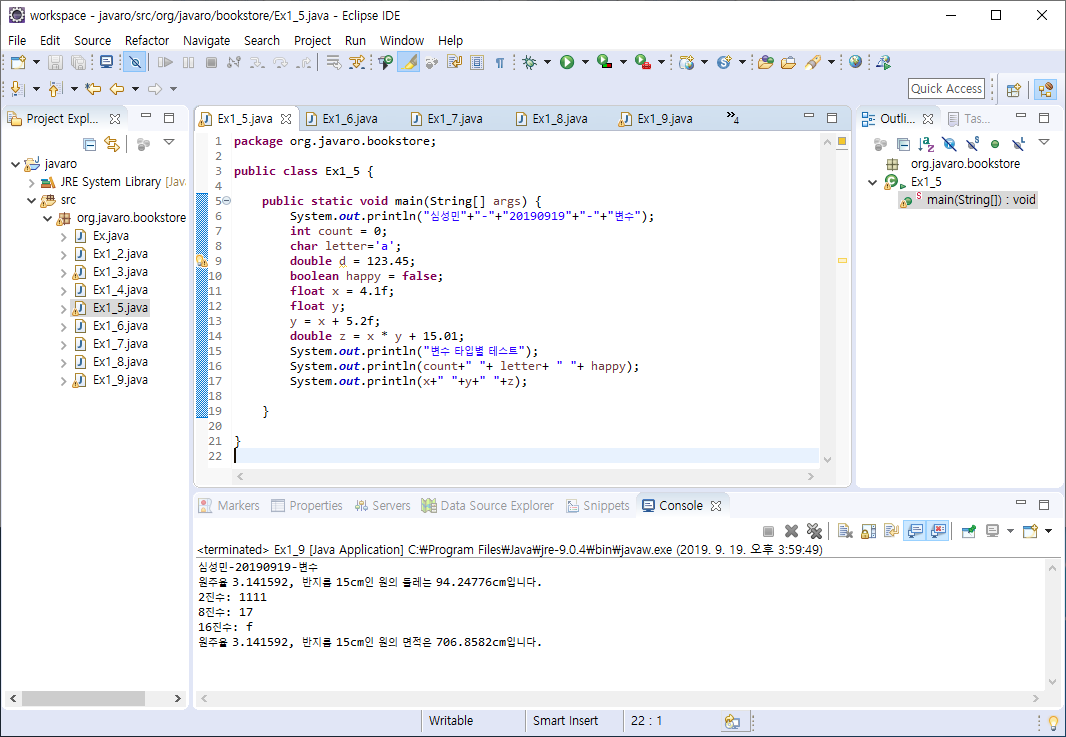 workspace - javaro/src/org/javaro/bookstore/Ex1_5.java - Eclipse IDE
File Edit Source Refactor Navigate Search Project Run Window Help
Quick Access
Project Expl...
javaro
JRE System Library [Jav
src
org.javaro.bookstore
Ex.java
Ex1_2.java
Ex1_3.java
Ex1_4.java
Ex1_5.java
Ex1_6.java
Ex1_7.java
Ex1_8.java
Ex1_9.java
Ex1_5.java Ex1_6.java Ex1_7.java Ex1_8.java Ex1_9.java »4
1 package org.javaro.bookstore;
2
3 public class Ex1_5 {
4
5 public static void main(String[] args) {
6 System.out.println("심성민"+"-"+"20190919"+"-"+"변수");
7 int count = 0;
8 char letter='a';
9 double d = 123.45;
10 boolean happy = false;
11 float x = 4.1f;
12 float y;
13 y = x + 5.2f;
14 double z = x * y + 15.01;
15 System.out.println("변수 타입별 테스트");
16 System.out.println(count+" "+ letter+ " "+ happy);
17 System.out.println(x+" "+y+" "+z);
18
19 }
20
21 }
22
Outli... Tas...
org.javaro.bookstore
Ex1_5
main(String[]) : void
Markers Properties Servers Data Source Explorer Snippets Console
<terminated> Ex1_9 [Java Application] C:₩Program Files₩Java₩jre-9.0.4₩bin₩javaw.exe (2019. 9. 19. 오후 3:59:49)
심성민-20190919-변수
원주율 3.141592, 반지름 15cm인 원의 둘레는 94.24776cm입니다.
2진수: 1111
8진수: 17
16진수: f
원주율 3.141592, 반지름 15cm인 원의 면적은 706.8582cm입니다.
Writable Smart Insert 22 : 1